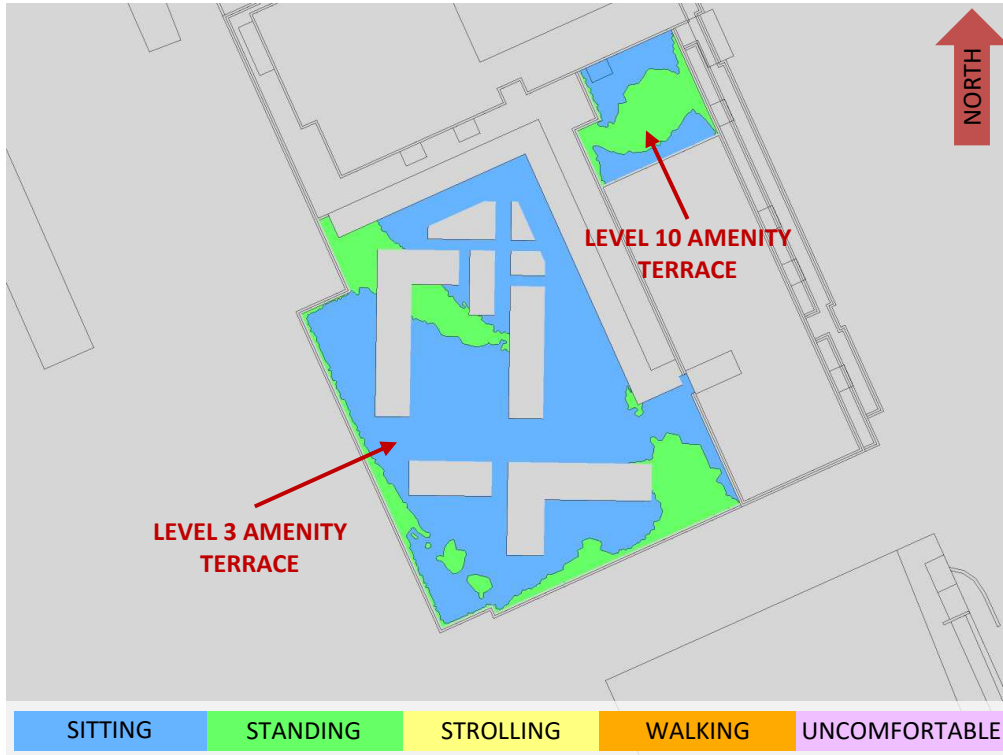 NORTH
LEVEL 10 AMENITY
TERRACE
LEVEL 3 AMENITY
TERRACE
SITTING
STANDING
STROLLING
WALKING
UNCOMFORTABLE